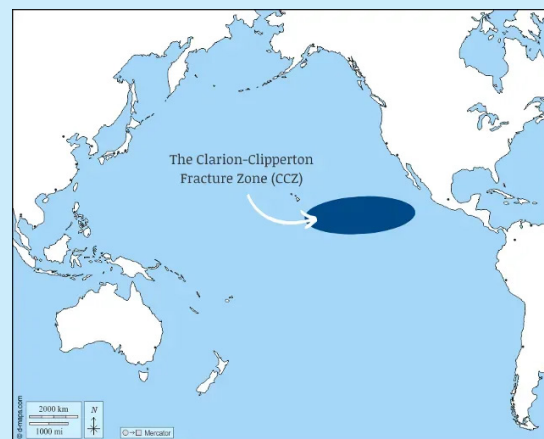 The Clarion-Clipperton
Fracture Zone (CCZ)
© d-maps.com
2000 km
1000 mi
N
Mercator